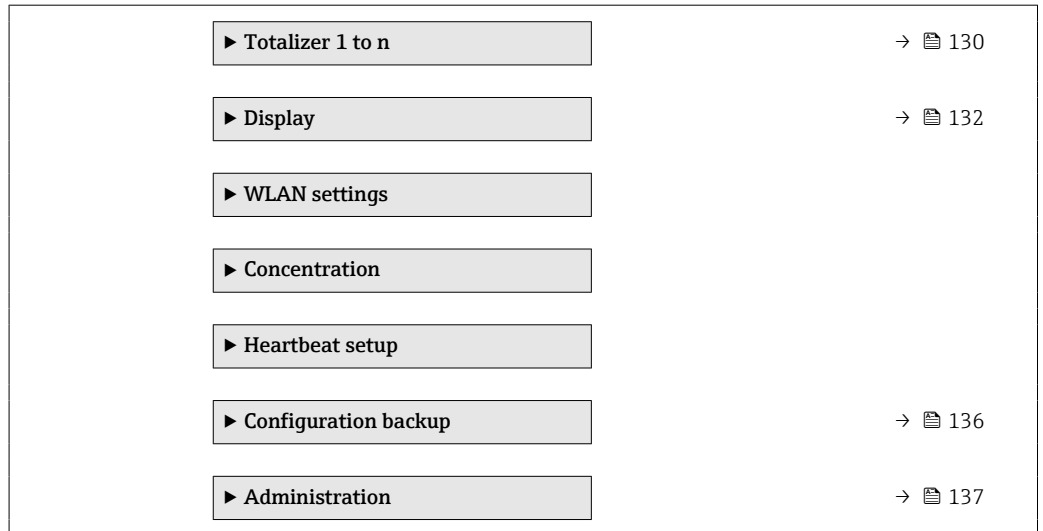 ▶ Totalizer 1 to n → 130
▶ Display → 132
▶ WLAN settings
▶ Concentration
▶ Heartbeat setup
▶ Configuration backup → 136
▶ Administration → 137